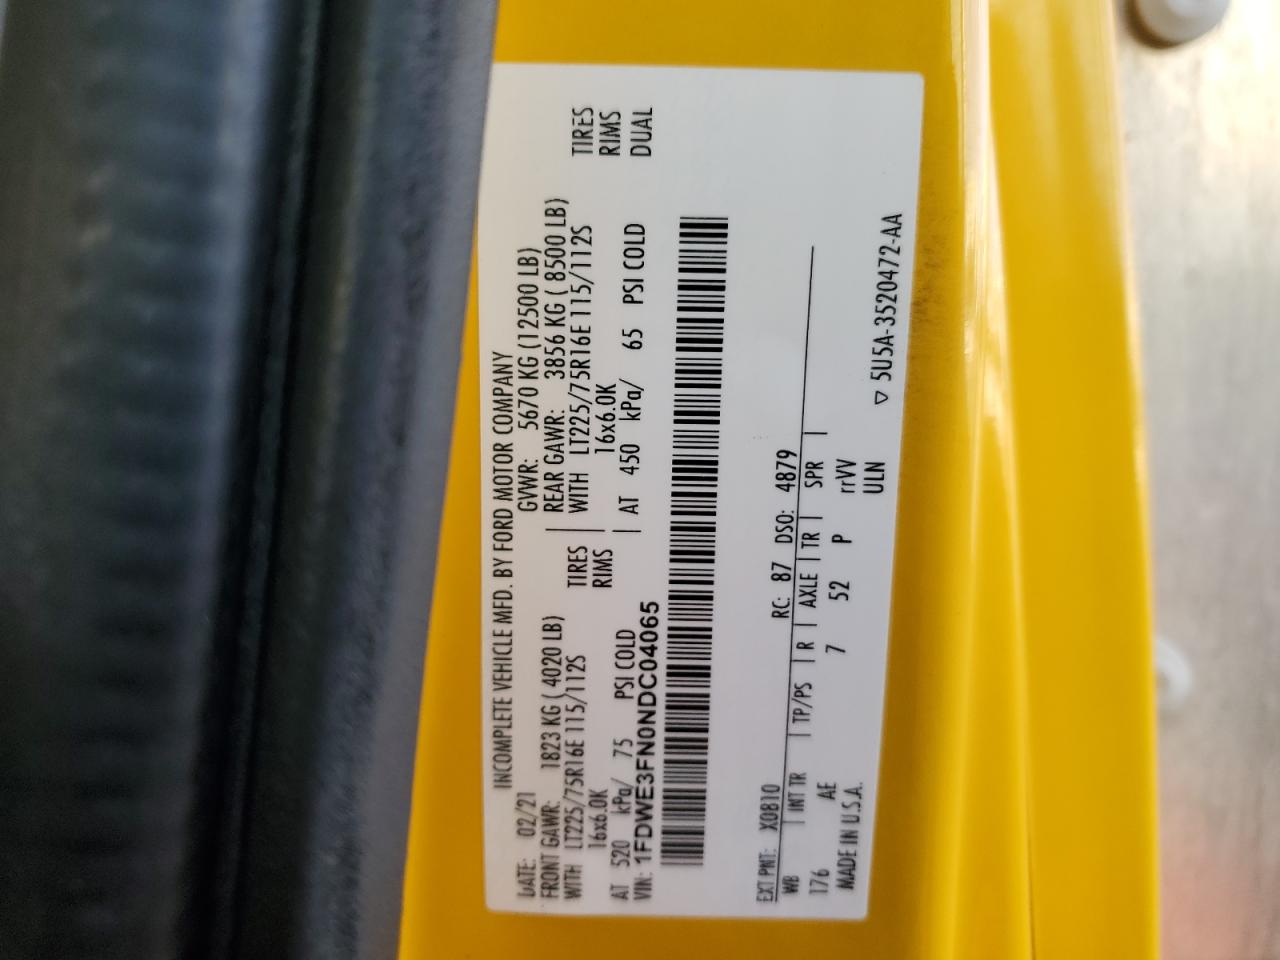 INCOMPLETE VEHICLE MFD. BY FORD MOTOR COMPANY
DATE: 02/21 GVWR: 5670 KG (12500 LB)
FRONT GAWR: 1823 KG ( 4020 LB) REAR GAWR: 3856 KG ( 8500 LB)
WITH LT225/75R16E 115/112S TIRES WITH LT225/75R16E 115/112S TIRES
16x6.0K RIMS 16x6.0K RIMS
AT 520 kPa/ 75 PSI COLD AT 450 kPa/ 65 PSI COLD DUAL
VIN: 1FDWE3FN0NDC04065
EXT PNT: X0810 RC: 87 DSO: 4879
WB | INT TR | TP/PS | R | AXLE | TR | SPR |
176 AE 7 52 P rrVV
MADE IN U.S.A. ULN
▽ 5U5A-3520472-AA